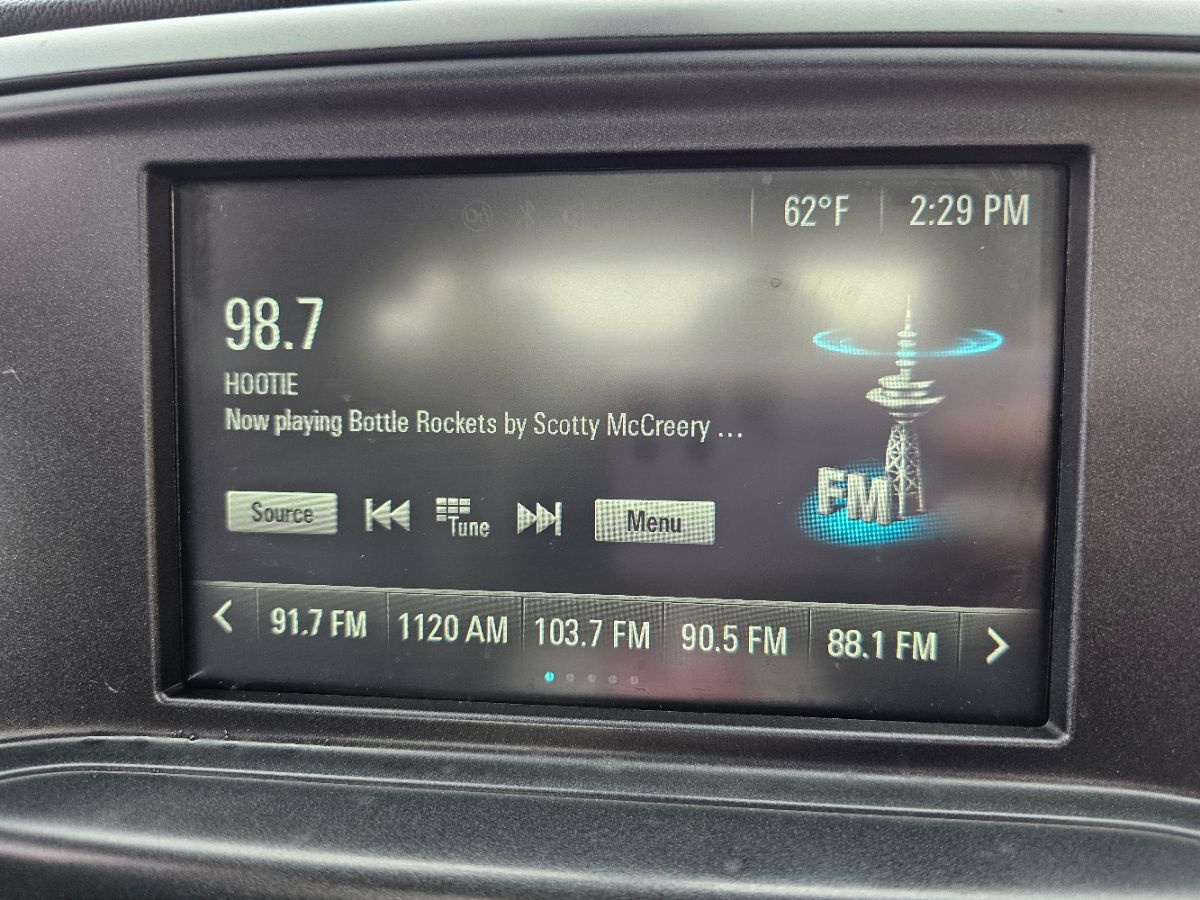 62°F 2:29 PM
98.7
HOOTIE
Now playing Bottle Rockets by Scotty McCreery ...
FM
Source Tune Menu
91.7 FM 1120 AM 103.7 FM 90.5 FM 88.1 FM